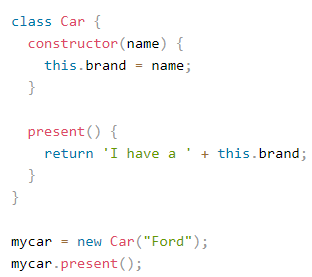 class Car {
  constructor(name) {
    this.brand = name;
  }

  present() {
    return 'I have a ' + this.brand;
  }
}

mycar = new Car("Ford");
mycar.present();